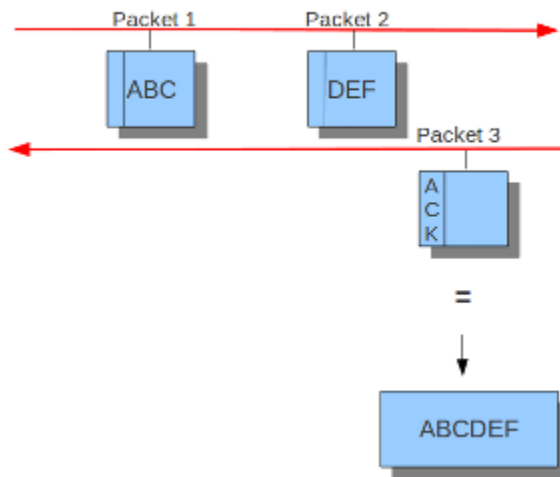 Packet 1
Packet 2
ABC
DEF
Packet 3
A
C
K
=
ABCDEF